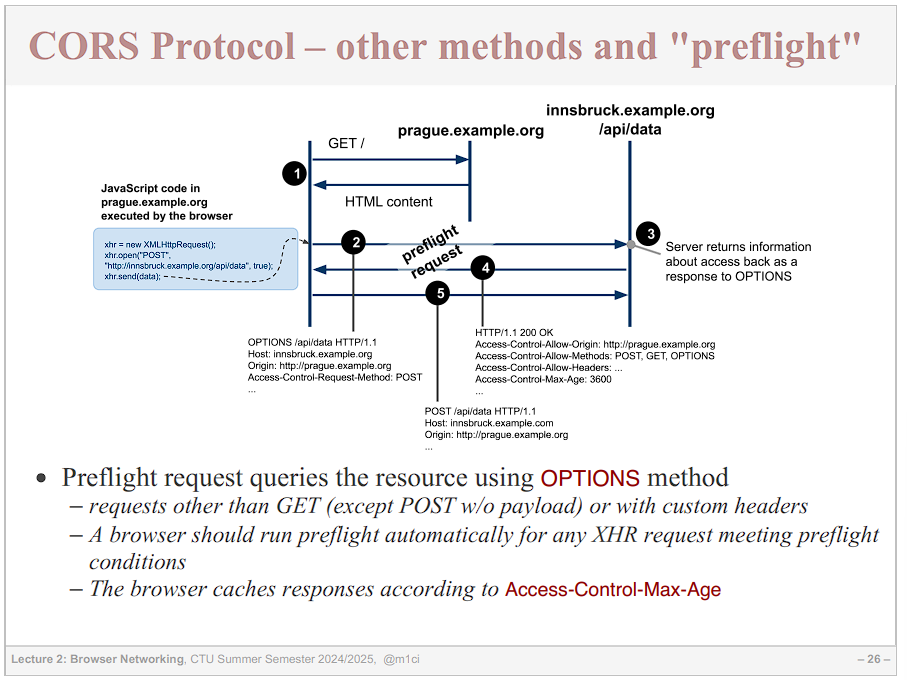 CORS Protocol – other methods and "preflight"
innsbruck.example.org
/api/data
prague.example.org
GET /
1
HTML content
JavaScript code in
prague.example.org
executed by the browser
xhr = new XMLHttpRequest();
xhr.open("POST",
"http://innsbruck.example.org/api/data", true);
xhr.send(data);
2
preflight
request
3
Server returns information
about access back as a
response to OPTIONS
4
5
OPTIONS /api/data HTTP/1.1
Host: innsbruck.example.org
Origin: http://prague.example.org
Access-Control-Request-Method: POST
...
HTTP/1.1 200 OK
Access-Control-Allow-Origin: http://prague.example.org
Access-Control-Allow-Methods: POST, GET, OPTIONS
Access-Control-Allow-Headers: ...
Access-Control-Max-Age: 3600
...
POST /api/data HTTP/1.1
Host: innsbruck.example.com
Origin: http://prague.example.org
...
• Preflight request queries the resource using OPTIONS method
– requests other than GET (except POST w/o payload) or with custom headers
– A browser should run preflight automatically for any XHR request meeting preflight
conditions
– The browser caches responses according to Access-Control-Max-Age
Lecture 2: Browser Networking, CTU Summer Semester 2024/2025, @m1ci
– 26 –